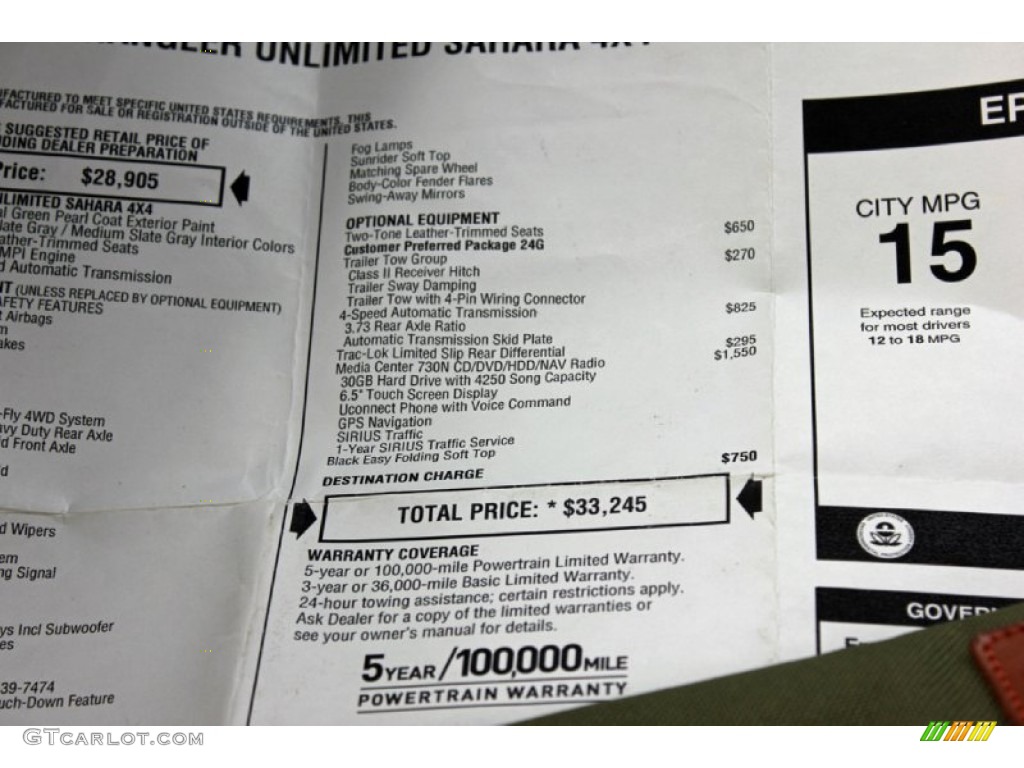 UNLIMITED SAHARA 4X4
FACTURED TO MEET SPECIFIC UNITED STATES REQUIREMENTS. THIS
FACTURED FOR SALE OR REGISTRATION OUTSIDE OF THE UNITED STATES.
SUGGESTED RETAIL PRICE OF
DING DEALER PREPARATION
Price: $28,905
LIMITED SAHARA 4X4
Green Pearl Coat Exterior Paint
late Gray / Medium Slate Gray Interior Colors
ather-Trimmed Seats
MPI Engine
d Automatic Transmission
(UNLESS REPLACED BY OPTIONAL EQUIPMENT)
AFETY FEATURES
Airbags
akes
-Fly 4WD System
vy Duty Rear Axle
d Front Axle
d Wipers
em
ng Signal
ys Incl Subwoofer
es
39-7474
uch-Down Feature
Fog Lamps
Sunrider Soft Top
Matching Spare Wheel
Body-Color Fender Flares
Swing-Away Mirrors
OPTIONAL EQUIPMENT
Two-Tone Leather-Trimmed Seats $650
Customer Preferred Package 24G
Trailer Tow Group $270
Class II Receiver Hitch
Trailer Sway Damping
Trailer Tow with 4-Pin Wiring Connector
4-Speed Automatic Transmission $825
3.73 Rear Axle Ratio
Automatic Transmission Skid Plate
Trac-Lok Limited Slip Rear Differential $295
Media Center 730N CD/DVD/HDD/NAV Radio $1,550
30GB Hard Drive with 4250 Song Capacity
6.5" Touch Screen Display
Uconnect Phone with Voice Command
GPS Navigation
SIRIUS Traffic
1-Year SIRIUS Traffic Service
Black Easy Folding Soft Top
DESTINATION CHARGE $750
TOTAL PRICE: * $33,245
WARRANTY COVERAGE
5-year or 100,000-mile Powertrain Limited Warranty.
3-year or 36,000-mile Basic Limited Warranty.
24-hour towing assistance; certain restrictions apply.
Ask Dealer for a copy of the limited warranties or
see your owner's manual for details.
5 YEAR/100,000 MILE
POWERTRAIN WARRANTY
CITY MPG
15
Expected range
for most drivers
12 to 18 MPG
GOVER
GTCARLOT.COM